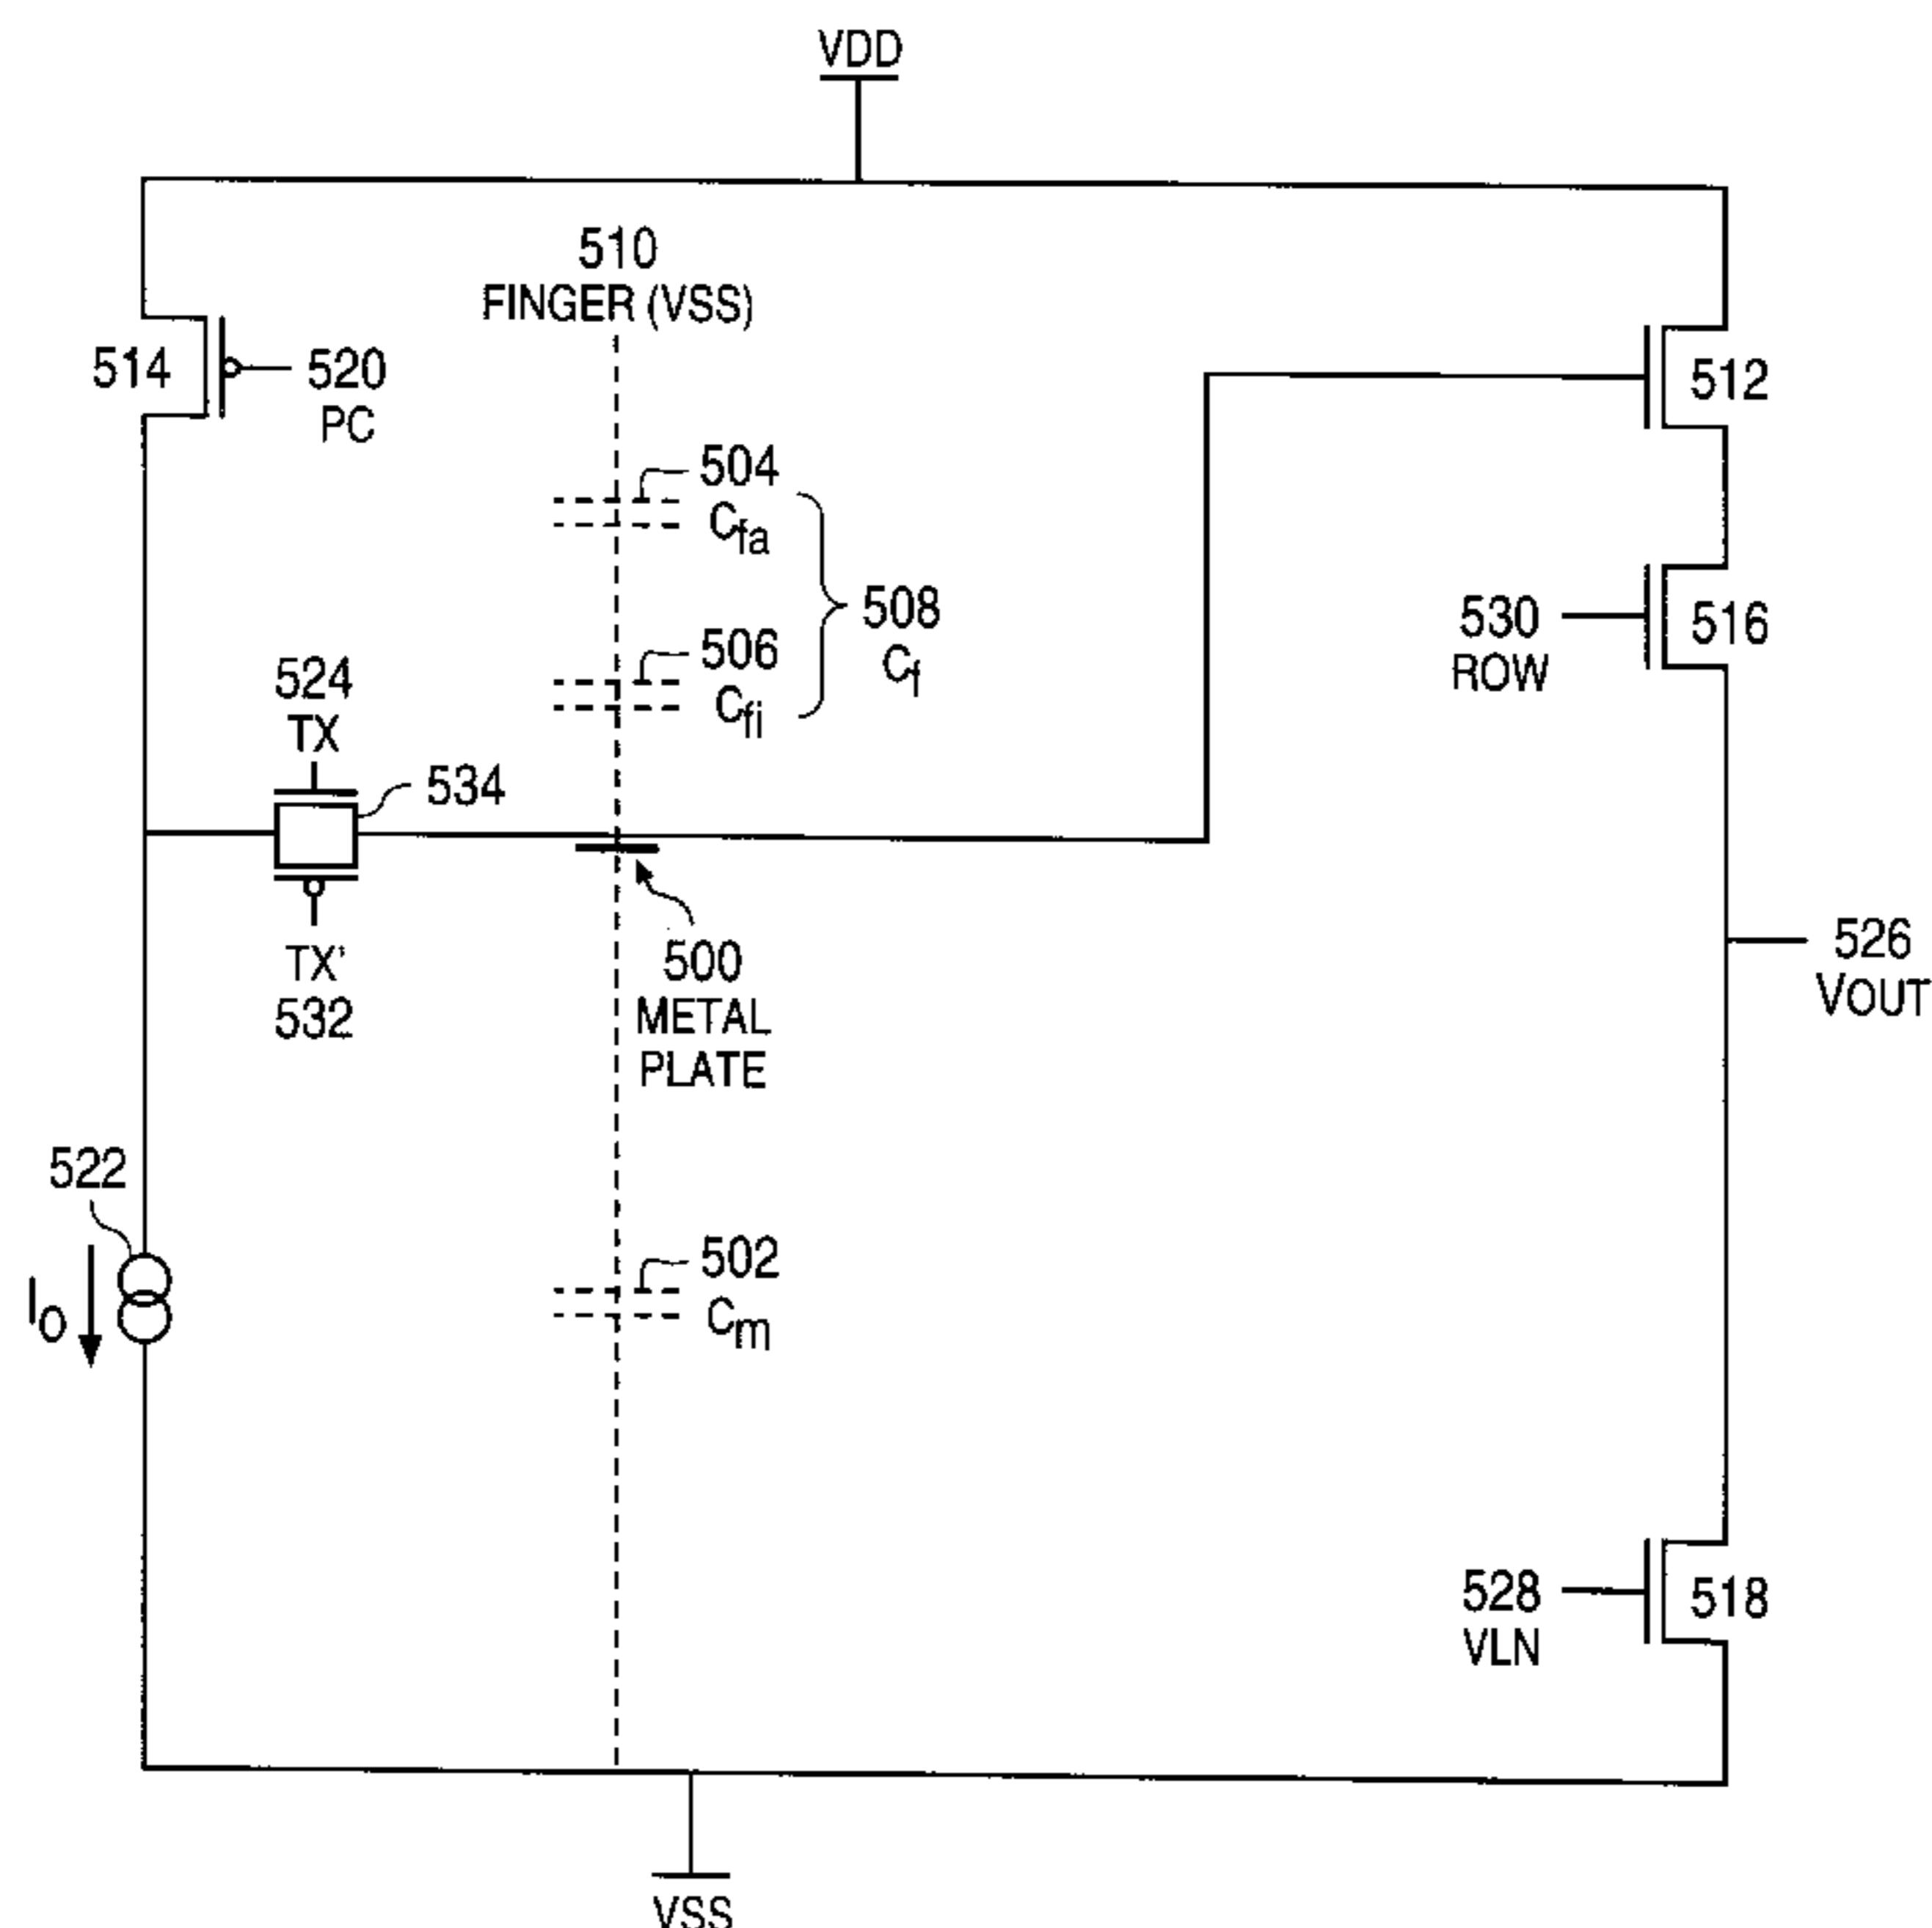 VDD
510
FINGER (VSS)
514
520
PC
512
504
Cfa
508
Cf
506
Cfi
530
ROW
516
524
TX
534
TX'
532
500
METAL
PLATE
526
VOUT
522
IO
502
Cm
528
VLN
518
VSS